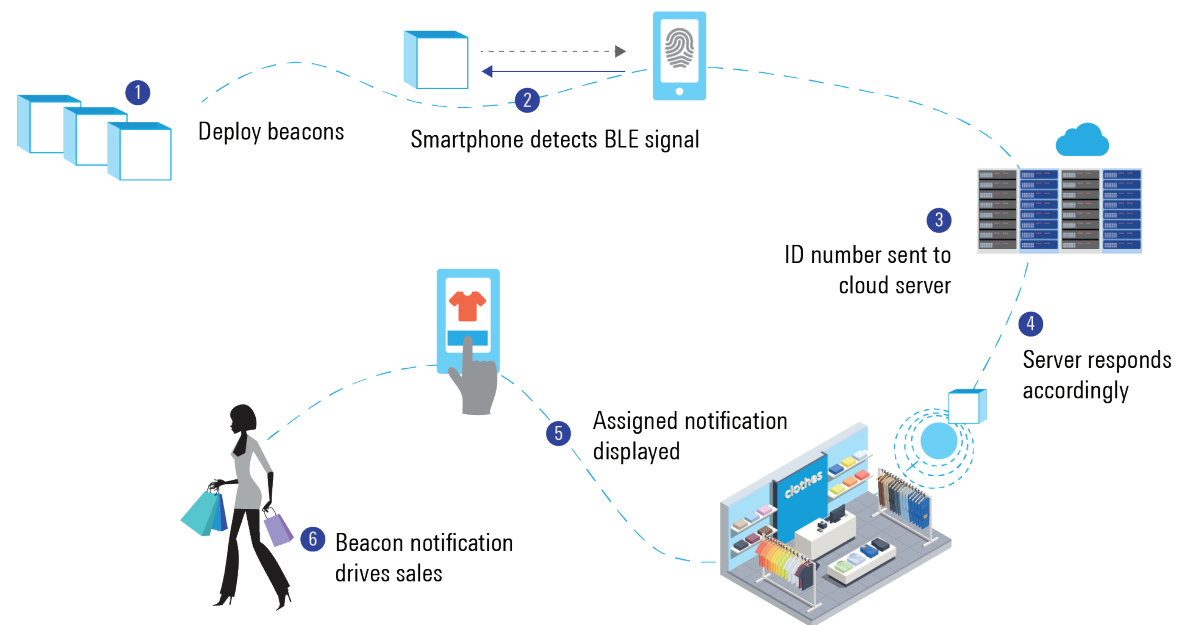 1
Deploy beacons
2
Smartphone detects BLE signal
3
ID number sent to
cloud server
4
Server responds
accordingly
5
Assigned notification
displayed
clothes
6
Beacon notification
drives sales